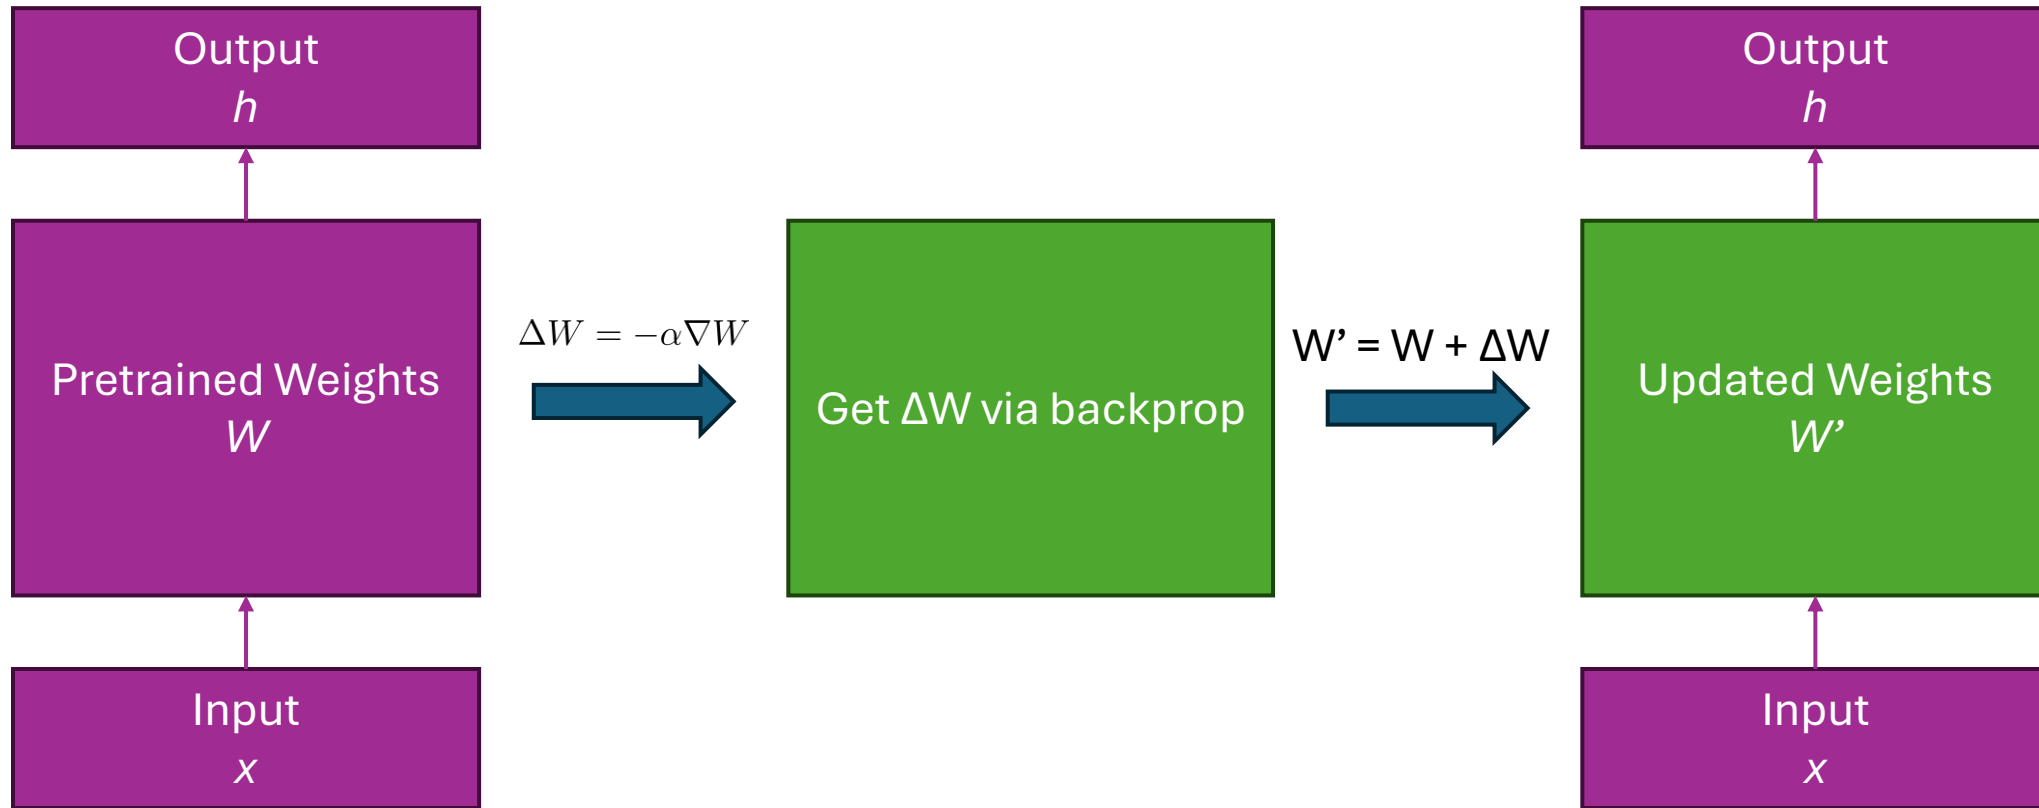 Output
h
Pretrained Weights
W
Input
x
ΔW = −α∇W
Get ΔW via backprop
W’ = W + ΔW
Output
h
Updated Weights
W’
Input
x